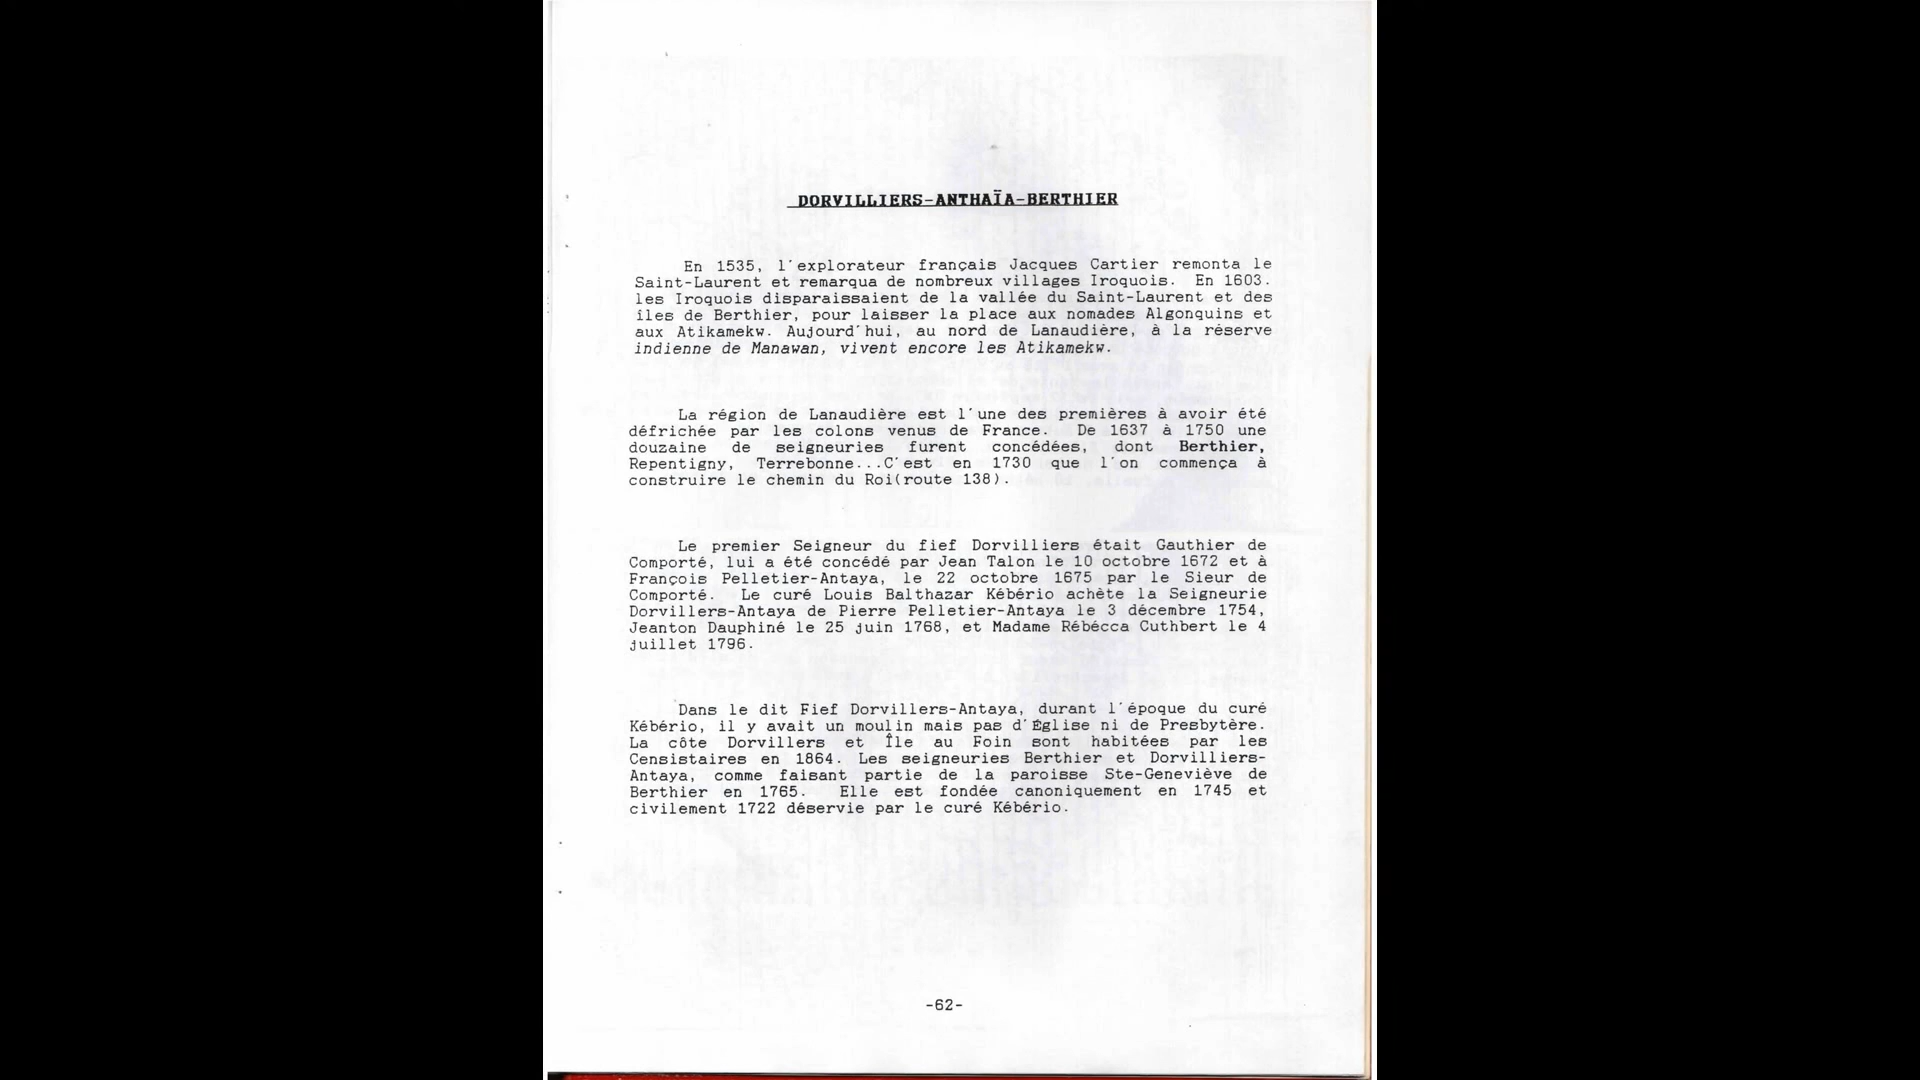 DORVILLIERS-ANTHAÏA-BERTHIER
En 1535, l'explorateur français Jacques Cartier remonta le
Saint-Laurent et remarqua de nombreux villages Iroquois. En 1603.
les Iroquois disparaissaient de la vallée du Saint-Laurent et des
îles de Berthier, pour laisser la place aux nomades Algonquins et
aux Atikamekw. Aujourd'hui, au nord de Lanaudière, à la réserve
indienne de Manawan, vivent encore les Atikamekw.
La région de Lanaudière est l'une des premières à avoir été
défrichée par les colons venus de France. De 1637 à 1750 une
douzaine de seigneuries furent concédées, dont Berthier,
Repentigny, Terrebonne...C'est en 1730 que l'on commença à
construire le chemin du Roi(route 138).
Le premier Seigneur du fief Dorvilliers était Gauthier de
Comporté, lui a été concédé par Jean Talon le 10 octobre 1672 et à
François Pelletier-Antaya, le 22 octobre 1675 par le Sieur de
Comporté. Le curé Louis Balthazar Kébério achète la Seigneurie
Dorvillers-Antaya de Pierre Pelletier-Antaya le 3 décembre 1754,
Jeanton Dauphiné le 25 juin 1768, et Madame Rébécca Cuthbert le 4
juillet 1796.
Dans le dit Fief Dorvillers-Antaya, durant l'époque du curé
Kébério, il y avait un moulin mais pas d'Église ni de Presbytère.
La côte Dorvillers et Île au Foin sont habitées par les
Censistaires en 1864. Les seigneuries Berthier et Dorvilliers-
Antaya, comme faisant partie de la paroisse Ste-Geneviève de
Berthier en 1765. Elle est fondée canoniquement en 1745 et
civilement 1722 déservie par le curé Kébério.
-62-